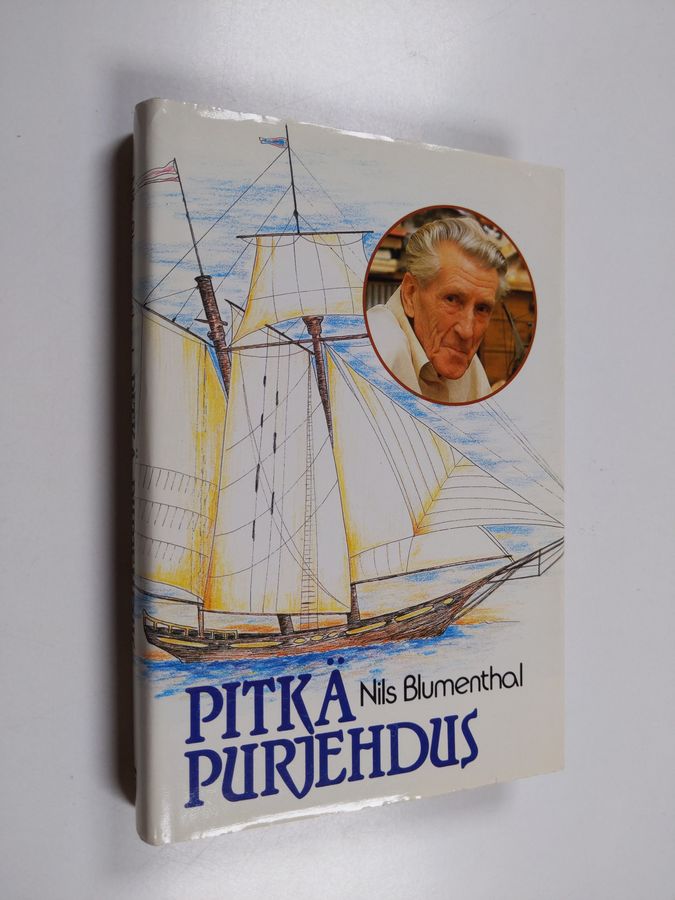 PITKÄ
Nils Blumenthal
PURJEHDUS